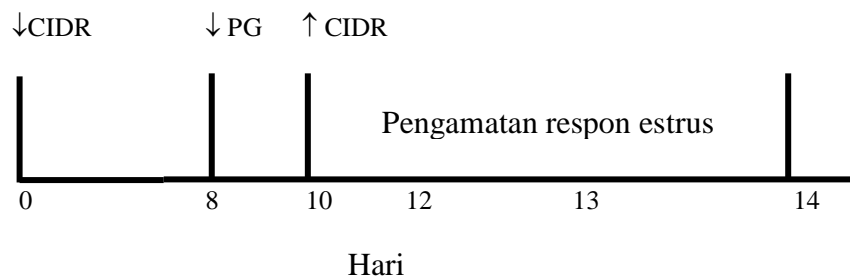 ↓CIDR ↓ PG ↑ CIDR
Pengamatan respon estrus
0 8 10 12 13 14
Hari